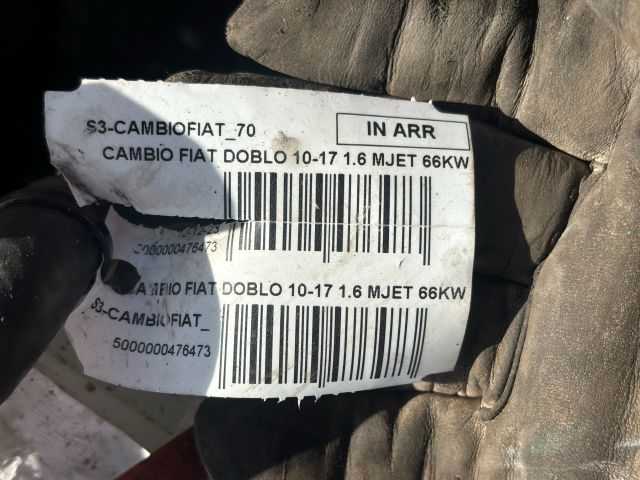 S3-CAMBIOFIAT_70
IN ARR
CAMBIO FIAT DOBLO 10-17 1.6 MJET 66KW
5000000476473
CAMBIO FIAT DOBLO 10-17 1.6 MJET 66KW
S3-CAMBIOFIAT_
5000000476473